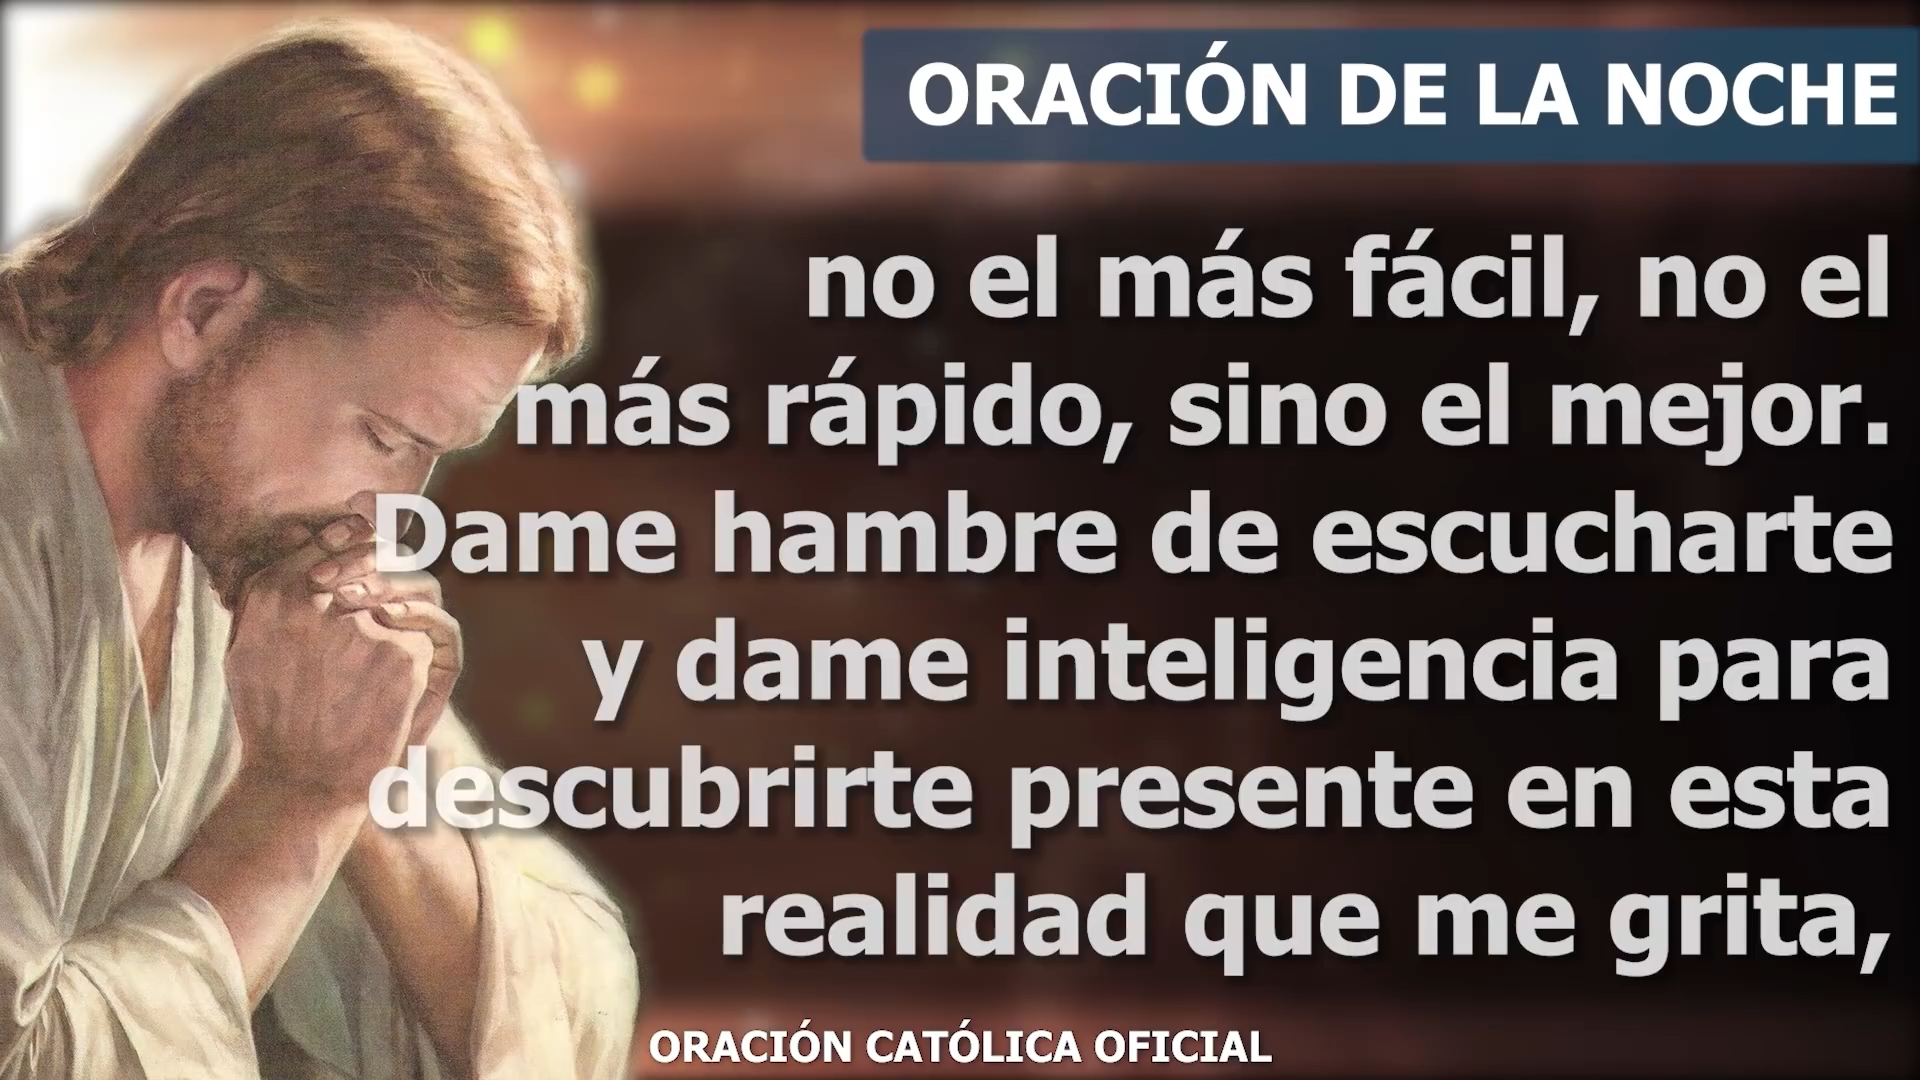 ORACIÓN DE LA NOCHE
no el más fácil, no el
más rápido, sino el mejor.
Dame hambre de escucharte
y dame inteligencia para
descubrirte presente en esta
realidad que me grita,
ORACIÓN CATÓLICA OFICIAL